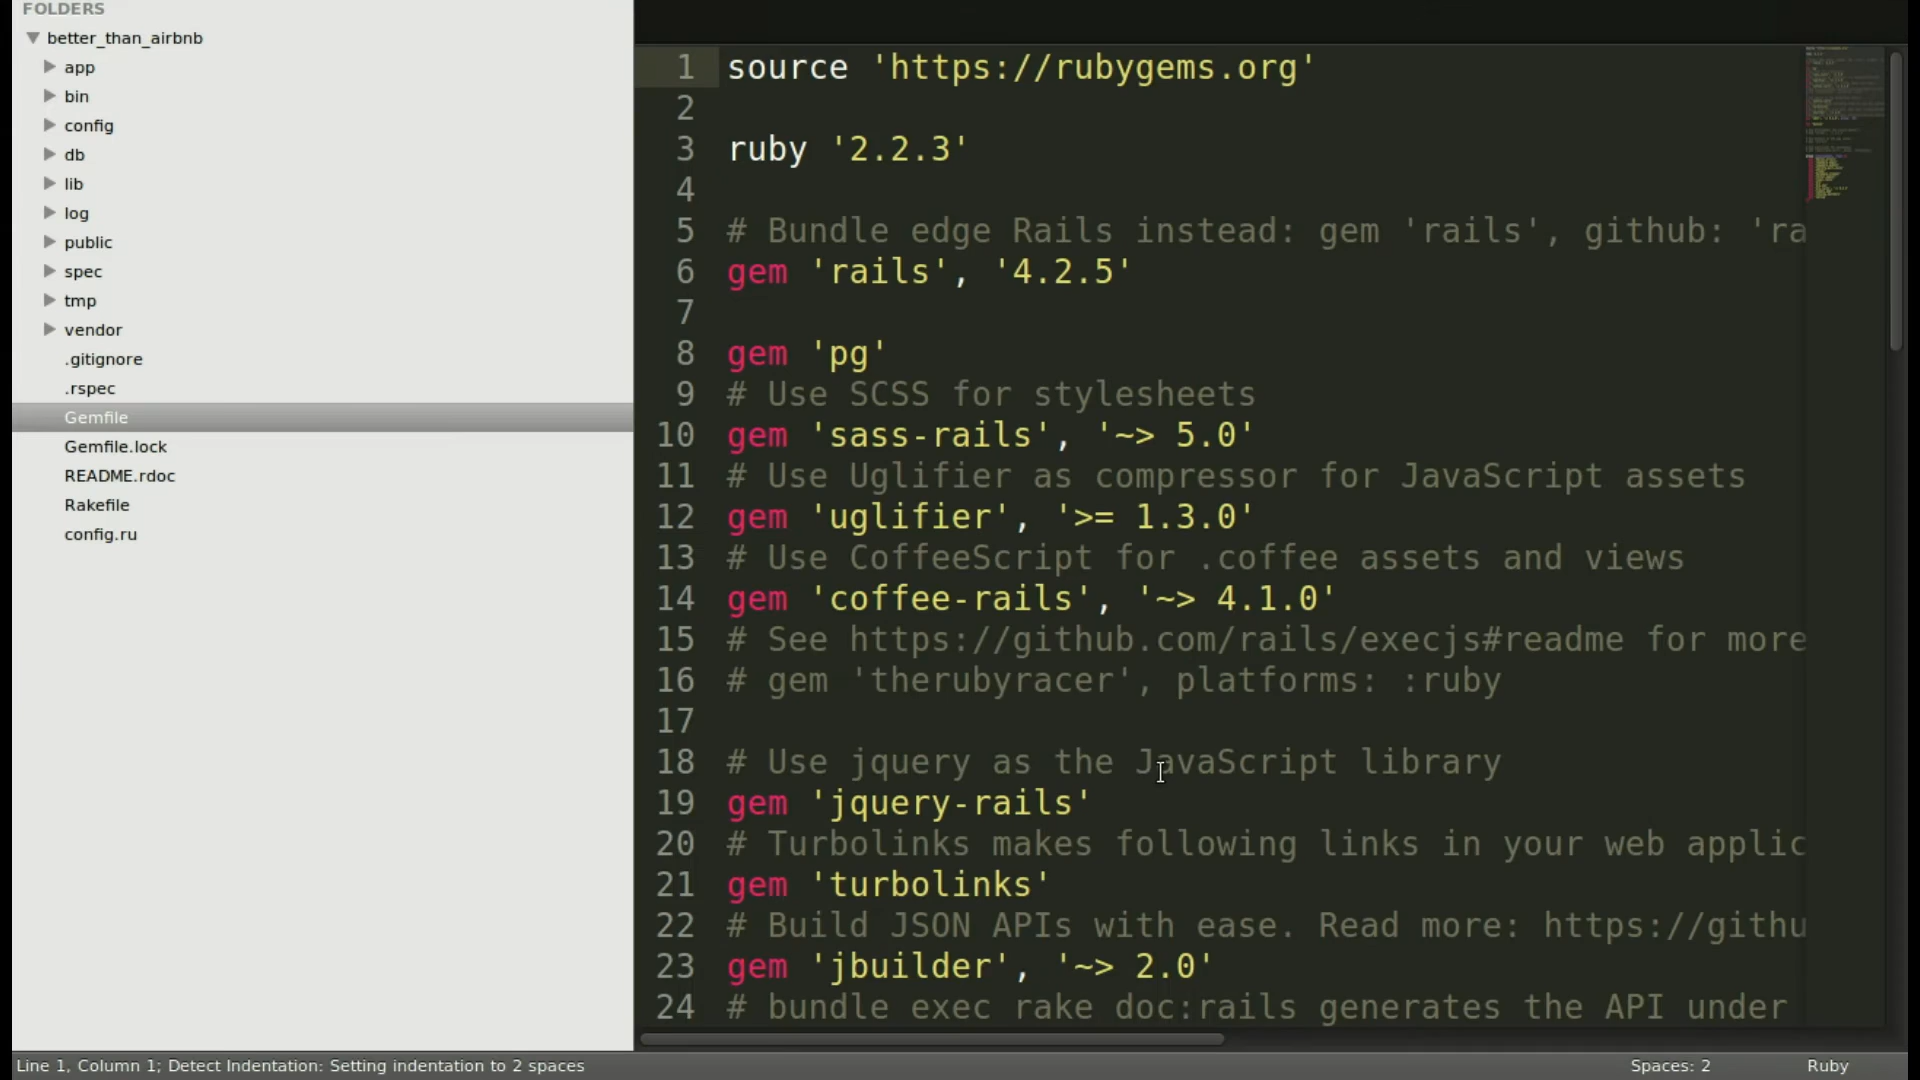 FOLDERS
better_than_airbnb
app
bin
config
db
lib
log
public
spec
tmp
vendor
.gitignore
.rspec
Gemfile
Gemfile.lock
README.rdoc
Rakefile
config.ru
1 source 'https://rubygems.org'
2
3 ruby '2.2.3'
4
5 # Bundle edge Rails instead: gem 'rails', github: 'ra
6 gem 'rails', '4.2.5'
7
8 gem 'pg'
9 # Use SCSS for stylesheets
10 gem 'sass-rails', '~> 5.0'
11 # Use Uglifier as compressor for JavaScript assets
12 gem 'uglifier', '>= 1.3.0'
13 # Use CoffeeScript for .coffee assets and views
14 gem 'coffee-rails', '~> 4.1.0'
15 # See https://github.com/rails/execjs#readme for more
16 # gem 'therubyracer', platforms: :ruby
17
18 # Use jquery as the JavaScript library
19 gem 'jquery-rails'
20 # Turbolinks makes following links in your web applic
21 gem 'turbolinks'
22 # Build JSON APIs with ease. Read more: https://githu
23 gem 'jbuilder', '~> 2.0'
24 # bundle exec rake doc:rails generates the API under
Line 1, Column 1; Detect Indentation: Setting indentation to 2 spaces
Spaces: 2
Ruby